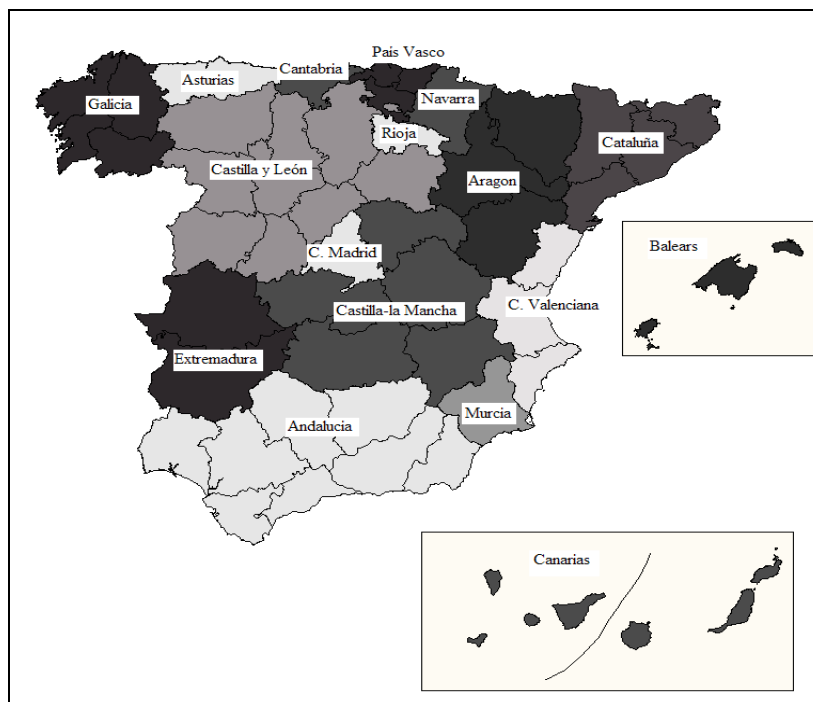 País Vasco
Cantabria
Asturias
Navarra
Galicia
Rioja
Cataluña
Castilla y León
Aragon
C. Madrid
Balears
C. Valenciana
Castilla-la Mancha
Extremadura
Murcia
Andalucia
Canarias